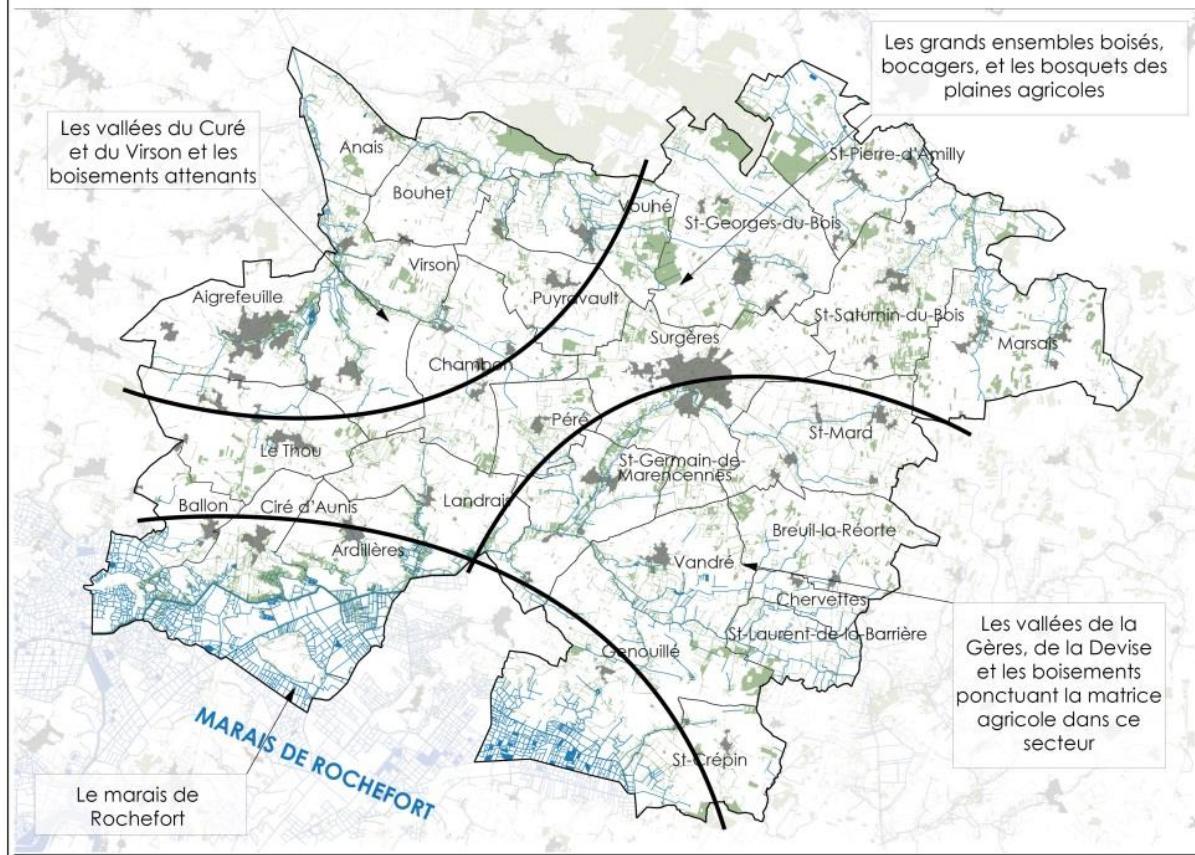 Les grands ensembles boisés,
bocagers, et les bosquets des
plaines agricoles
Les vallées du Curé
et du Virson et les
boisements attenants
Anais
St-Pierre-d'Amilly
Bouhet
Vouhé
St-Georges-du-Bois
Virson
Aigrefeuille
Puyravault
St-Saturnin-du-Bois
Surgères
Marsais
Chambon
Péré
St-Mard
Le Thou
St-Germain-de-
Marencennes
Landrais
Ballon
Ciré d'Aunis
Ardillères
Breuil-la-Réorte
Vandré
Chervettes
St-Laurent-de-la-Barrière
Genouillé
Les vallées de la
Gères, de la Devise
et les boisements
ponctuant la matrice
agricole dans ce
secteur
MARAIS DE ROCHEFORT
St-Crépin
Le marais de
Rochefort